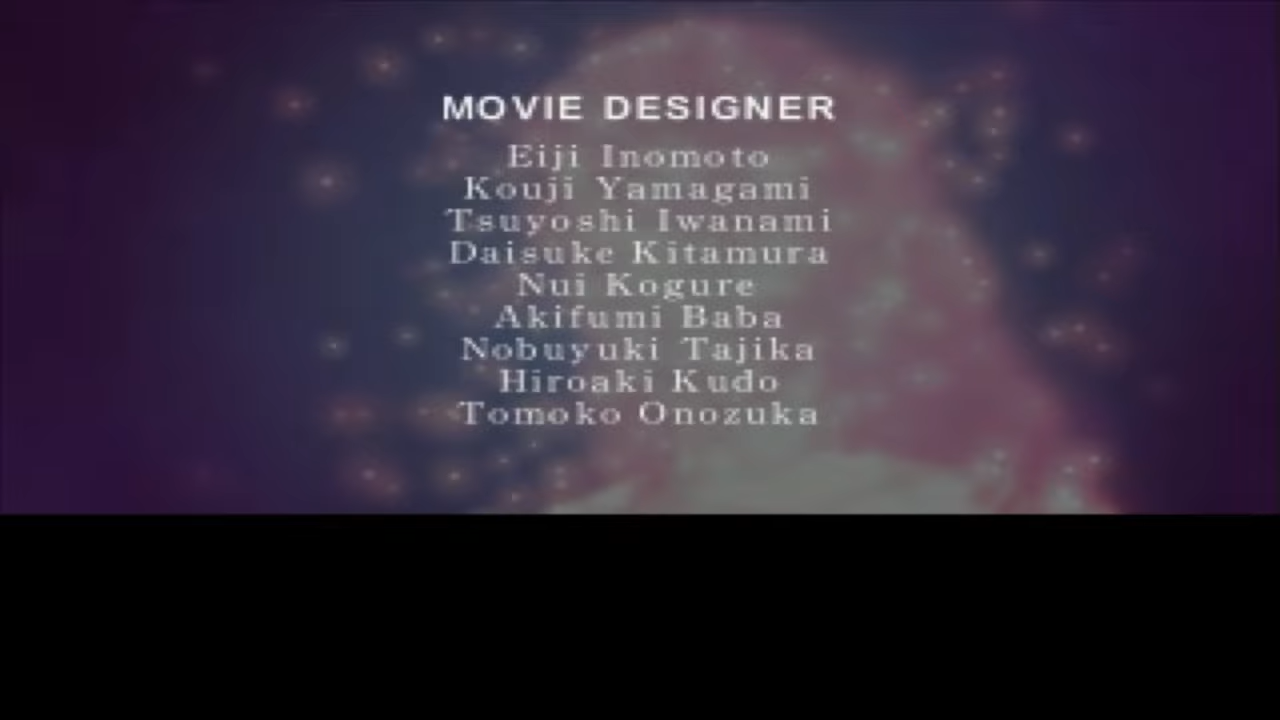 MOVIE DESIGNER
Eiji Inomoto
Kouji Yamagami
Tsuyoshi Iwanami
Daisuke Kitamura
Nui Kogure
Akifumi Baba
Nobuyuki Tajika
Hiroaki Kudo
Tomoko Onozuka